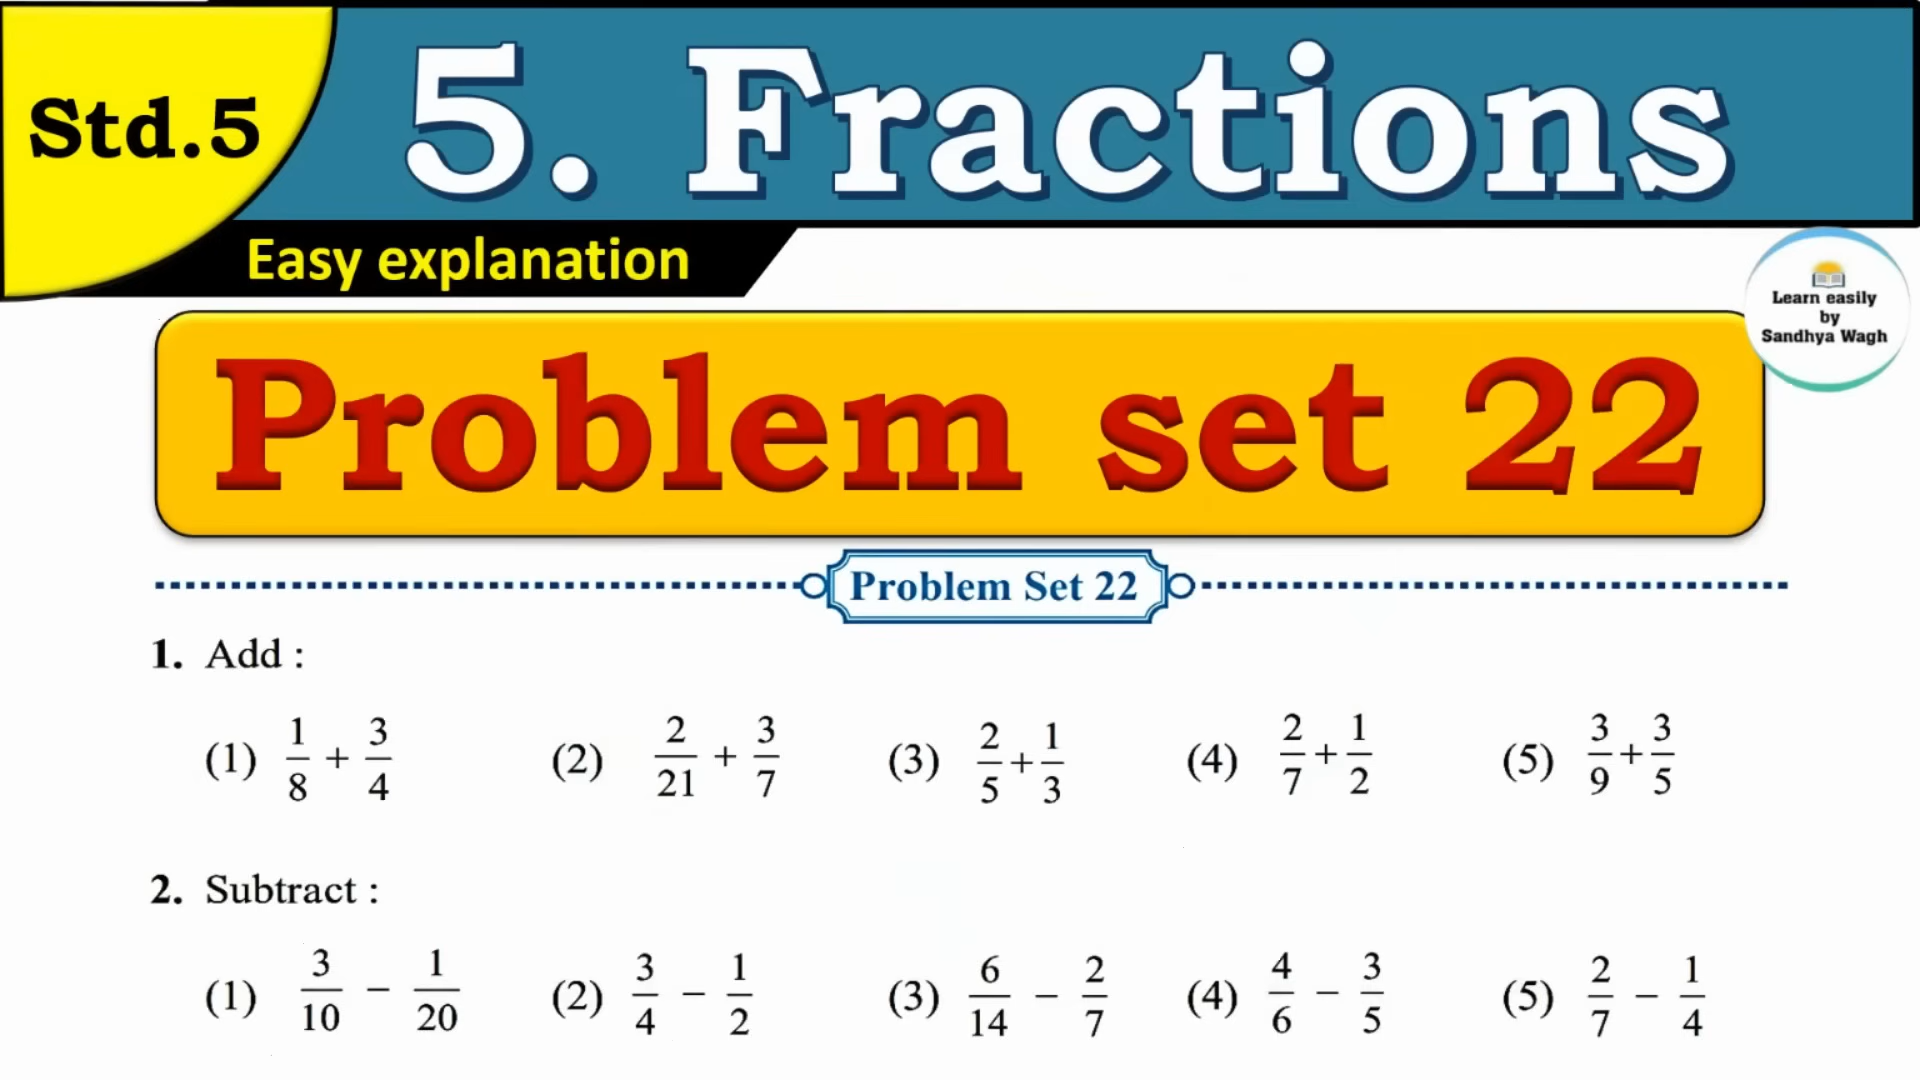 Std.5
5. Fractions
Easy explanation
Learn easily
by
Sandhya Wagh
Problem set 22
Problem Set 22
1. Add :
(1) 1/8 + 3/4 (2) 2/21 + 3/7 (3) 2/5 + 1/3 (4) 2/7 + 1/2 (5) 3/9 + 3/5
2. Subtract :
(1) 3/10 − 1/20 (2) 3/4 − 1/2 (3) 6/14 − 2/7 (4) 4/6 − 3/5 (5) 2/7 − 1/4